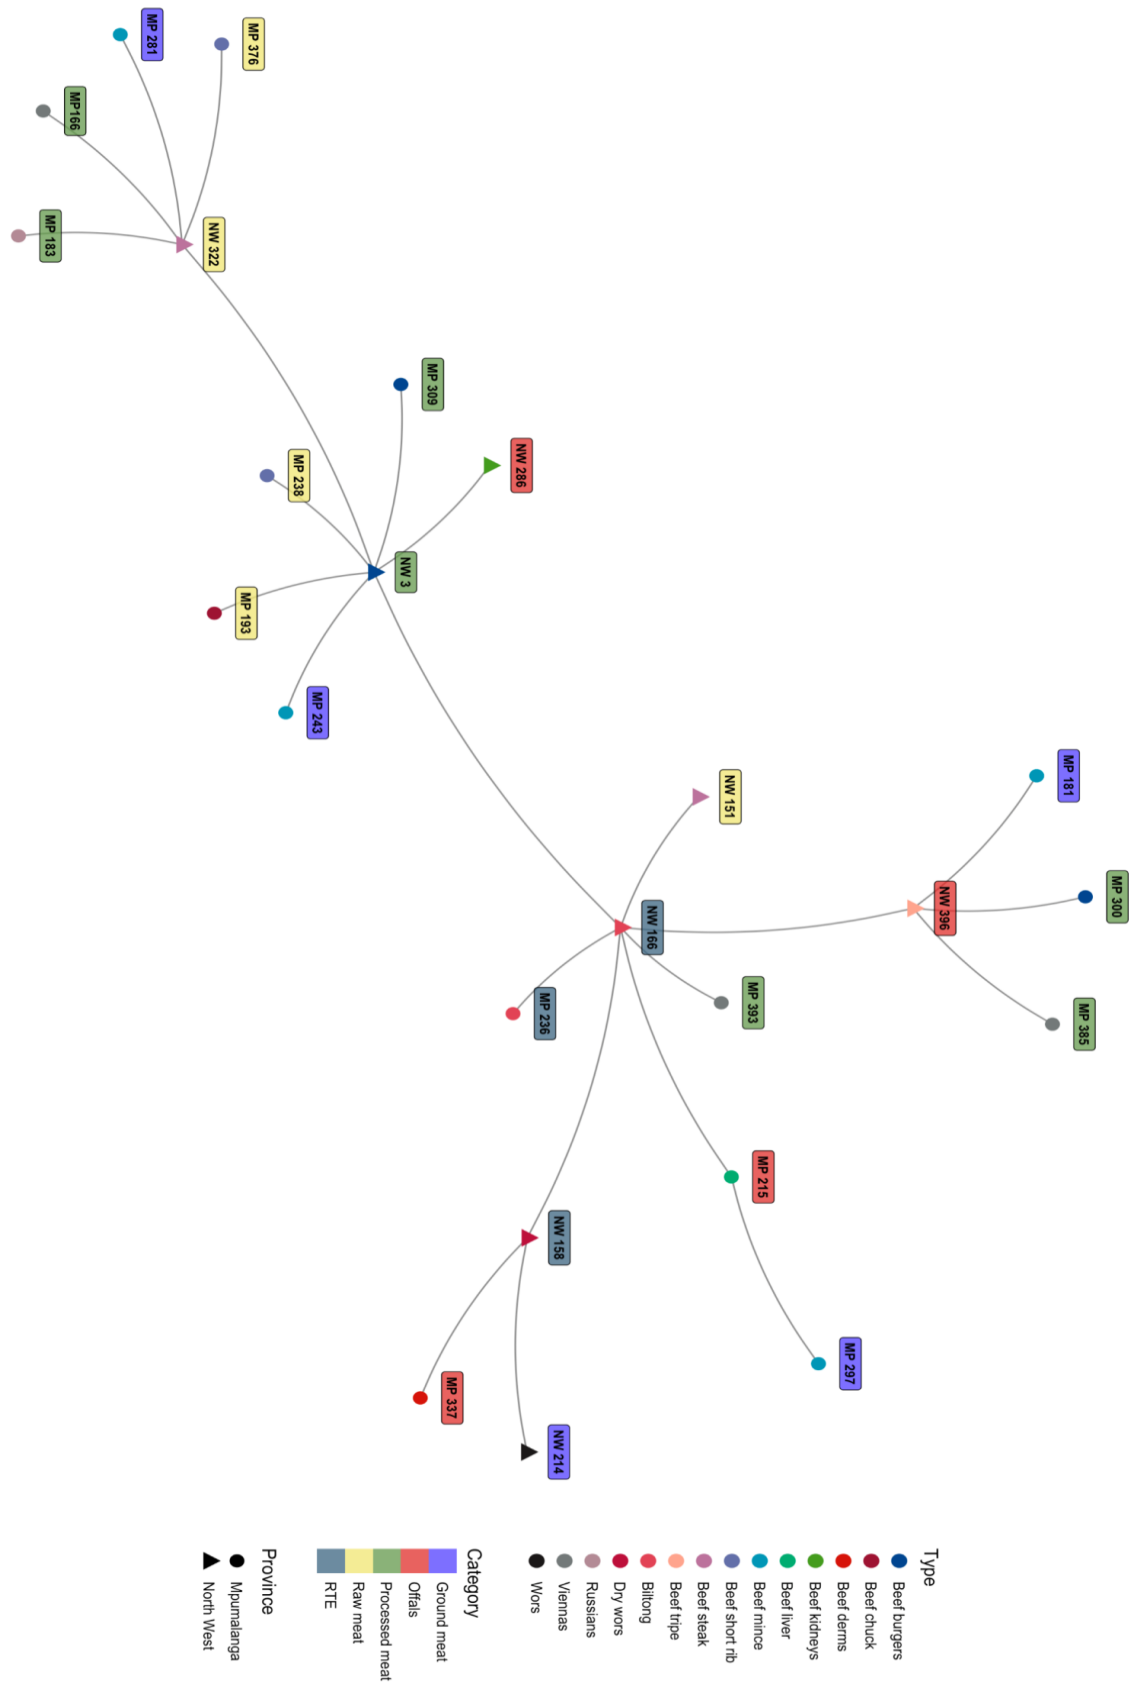 MP 281
MP 376
MP166
MP 183
NW 322
MP 309
NW 286
MP 238
NW 3
MP 193
MP 243
MP 181
NW 151
MP 300
NW 396
NW 166
MP 393
MP 236
MP 385
MP 215
NW 158
MP 297
MP 337
NW 214
Type
Beef burgers
Beef chuck
Beef derms
Beef kidneys
Beef liver
Beef mince
Beef short rib
Beef steak
Beef tripe
Biltong
Dry wors
Russians
Viennas
Wors
Category
Ground meat
Offals
Processed meat
Raw meat
RTE
Province
Mpumalanga
North West